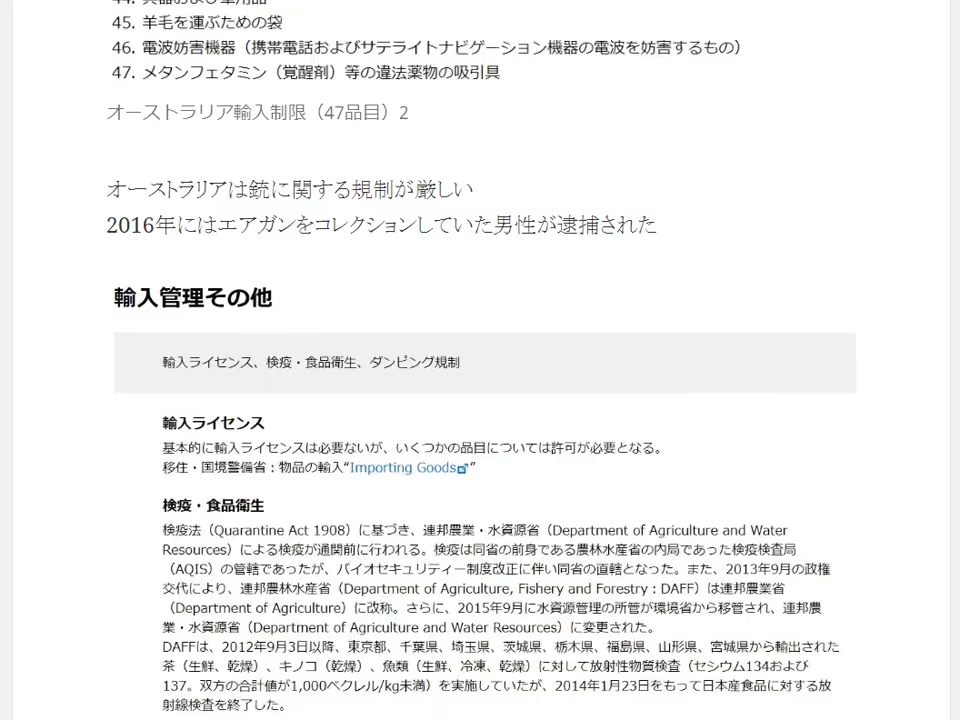 45. 羊毛を運ぶための袋
46. 電波妨害機器（携帯電話およびサテライトナビゲーション機器の電波を妨害するもの）
47. メタンフェタミン（覚醒剤）等の違法薬物の吸引具
オーストラリア輸入制限（47品目）2
オーストラリアは銃に関する規制が厳しい
2016年にはエアガンをコレクションしていた男性が逮捕された
輸入管理その他
輸入ライセンス、検疫・食品衛生、ダンピング規制
輸入ライセンス
基本的に輸入ライセンスは必要ないが、いくつかの品目については許可が必要となる。
移住・国境警備省：物品の輸入“Importing Goods”
検疫・食品衛生
検疫法（Quarantine Act 1908）に基づき、連邦農業・水資源省（Department of Agriculture and Water
Resources）による検疫が通関前に行われる。検疫は同省の前身である農林水産省の内局であった検疫検査局
（AQIS）の管轄であったが、バイオセキュリティー制度改正に伴い同省の直轄となった。また、2013年9月の政権
交代により、連邦農林水産省（Department of Agriculture, Fishery and Forestry：DAFF）は連邦農業省
（Department of Agriculture）に改称。さらに、2015年9月に水資源管理の所管が環境省から移管され、連邦農
業・水資源省（Department of Agriculture and Water Resources）に変更された。
DAFFは、2012年9月3日以降、東京都、千葉県、埼玉県、茨城県、栃木県、福島県、山形県、宮城県から輸出された
茶（生鮮、乾燥）、キノコ（乾燥）、魚類（生鮮、冷凍、乾燥）に対して放射性物質検査（セシウム134および
137。双方の合計値が1,000ベクレル/kg未満）を実施していたが、2014年1月23日をもって日本産食品に対する放
射線検査を終了した。